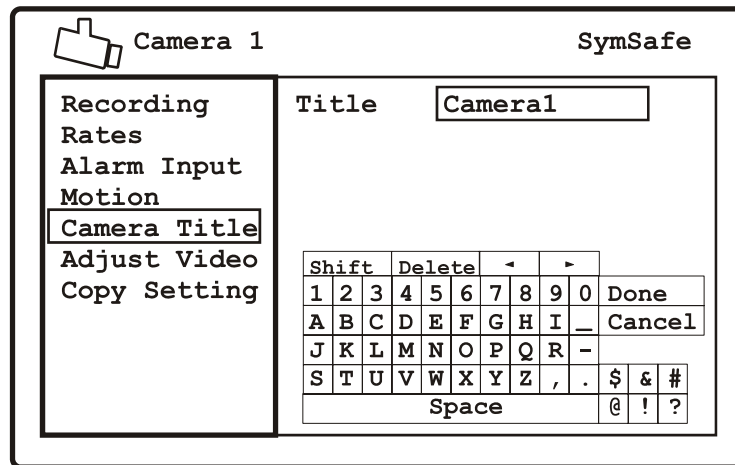 Camera 1 SymSafe
Recording
Rates
Alarm Input
Motion
Camera Title
Adjust Video
Copy Setting
Title Camera1
Shift Delete ◄ ►
1 2 3 4 5 6 7 8 9 0 Done
A B C D E F G H I _ Cancel
J K L M N O P Q R -
S T U V W X Y Z , . $ & #
Space @ ! ?